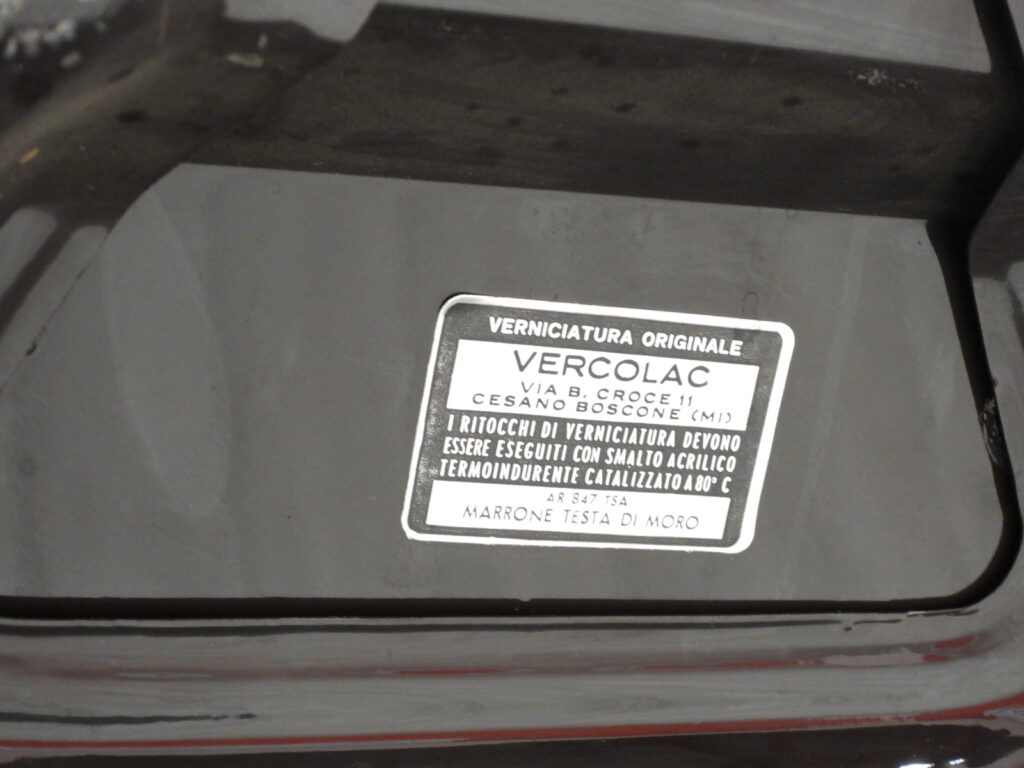 VERNICIATURA ORIGINALE
VERCOLAC
VIA B. CROCE 11
CESANO BOSCONE (MI)
I RITOCCHI DI VERNICIATURA DEVONO
ESSERE ESEGUITI CON SMALTO ACRILICO
TERMOINDURENTE CATALIZZATO A 80° C
AR 847 TSA
MARRONE TESTA DI MORO